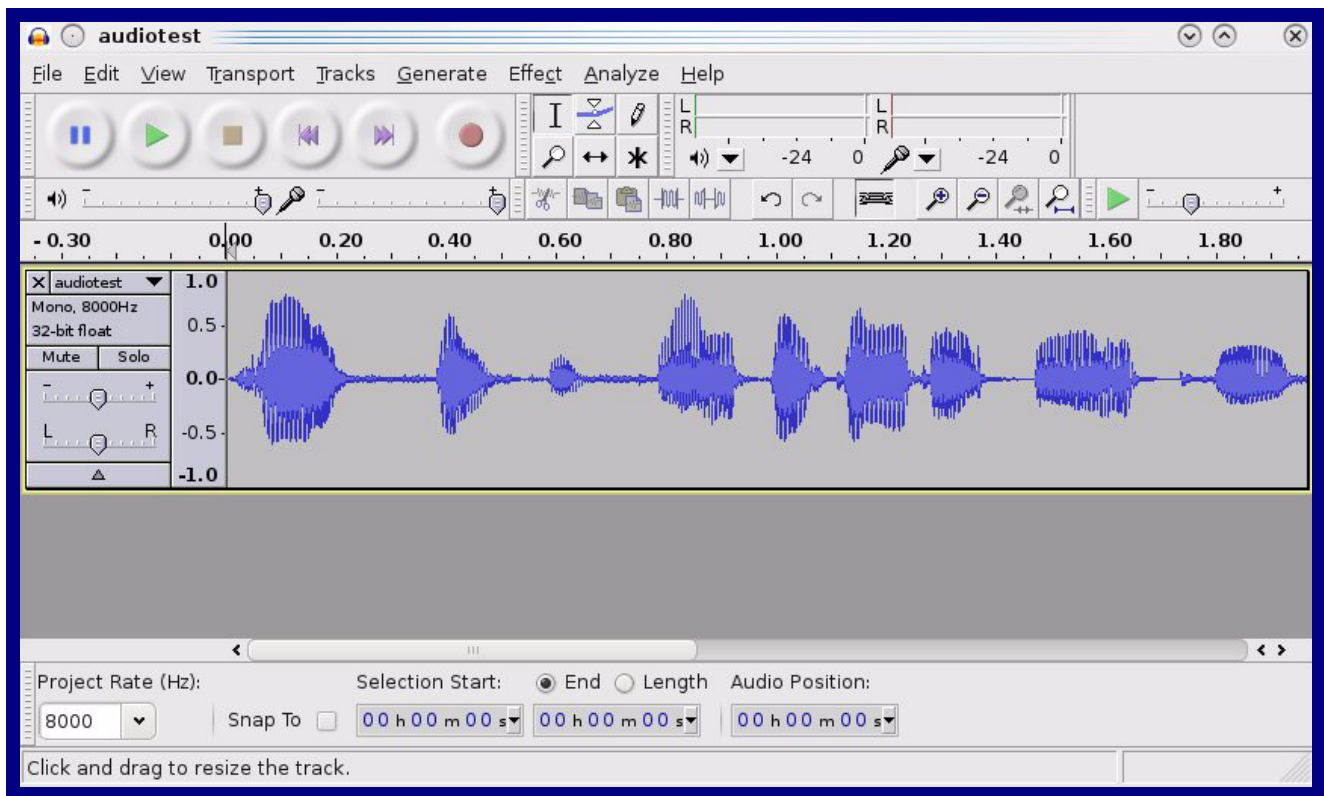 audiotest
File Edit View Transport Tracks Generate Effect Analyze Help
L
R
L
R
-24 0
-24 0
- 0.30 0.00 0.20 0.40 0.60 0.80 1.00 1.20 1.40 1.60 1.80
X audiotest
Mono, 8000Hz
32-bit float
Mute Solo
- +
L R
1.0
0.5
0.0
-0.5
-1.0
Project Rate (Hz): Selection Start: End Length Audio Position:
8000 Snap To 00 h 00 m 00 s 00 h 00 m 00 s 00 h 00 m 00 s
Click and drag to resize the track.